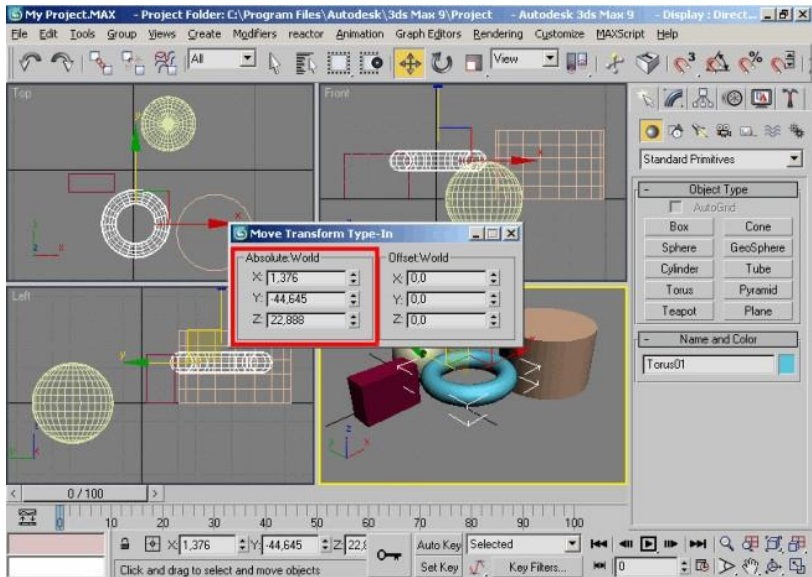 My Project.MAX - Project Folder: C:\Program Files\Autodesk\3ds Max 9\Project - Autodesk 3ds Max 9 - Display : Direct...
File Edit Tools Group Views Create Modifiers reactor Animation Graph Editors Rendering Customize MAXScript Help
All View
Top
Front
Left
Standard Primitives
- Object Type
AutoGrid
Box Cone
Sphere GeoSphere
Cylinder Tube
Torus Pyramid
Teapot Plane
- Name and Color
Torus01
Move Transform Type-In
Absolute:World Offset:World
X: 1,376 X: 0,0
Y: -44,645 Y: 0,0
Z: 22,888 Z: 0,0
0 / 100
0 10 20 30 40 50 60 70 80 90 100
X: 1,376 Y: -44,645 Z: 22,8 Auto Key Selected
Click and drag to select and move objects Set Key Key Filters... 0